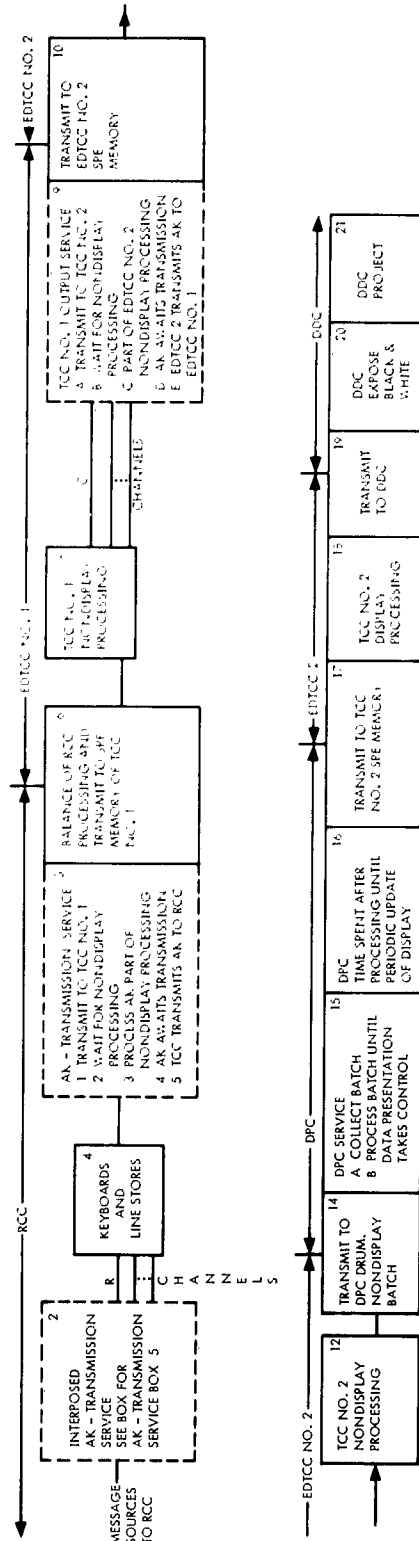 RCC
EDTCC NO. 1
EDTCC NO. 2
MESSAGE
SOURCES
TO RCC
2
INTERPOSED
AK - TRANSMISSION
SERVICE
SEE BOX FOR
AK - TRANSMISSION
SERVICE BOX 5
R
CHANNELS
4
KEYBOARDS
AND
LINE STORES
AK - TRANSMISSION SERVICE
1 TRANSMIT TO TCC NO. 1
2 WAIT FOR NONDISPLAY
PROCESSING
3 PROCESS AK PART OF
NONDISPLAY PROCESSING
4 AK AWAITS TRANSMISSION
5 TCC TRANSMITS AK TO RCC
BALANCE OF RCC
PROCESSING AND
TRANSMIT TO SPE
MEMORY OF TCC
NO. 1
TCC NO. 1
NONDISPLAY
PROCESSING
C
CHANNELS
9
TCC NO. 1 OUTPUT SERVICE
A TRANSMIT TO TCC NO. 2
B WAIT FOR NONDISPLAY
PROCESSING
C PART OF EDTCC NO. 2
NONDISPLAY PROCESSING
D AK AWAITS TRANSMISSION
E EDTCC 2 TRANSMITS AK TO
EDTCC NO. 1
10
TRANSMIT TO
EDTCC NO. 2
SPE
MEMORY
EDTCC NO. 2
DPC
EDTCC 2
DDC
12
TCC NO. 2
NONDISPLAY
PROCESSING
14
TRANSMIT TO
DPC DRUM.
NONDISPLAY
BATCH
15
DPC SERVICE
A COLLECT BATCH
B PROCESS BATCH UNTIL
DATA PRESENTATION
TAKES CONTROL
16
DPC
TIME SPENT AFTER
PROCESSING UNTIL
PERIODIC UPDATE
OF DISPLAY
17
TRANSMIT TO TCC
NO. 2 SPE MEMORY
18
TCC NO. 2
DISPLAY
PROCESSING
19
TRANSMIT
TO DDC
20
DDC
EXPOSE
BLACK &
WHITE
21
DDC
PROJECT